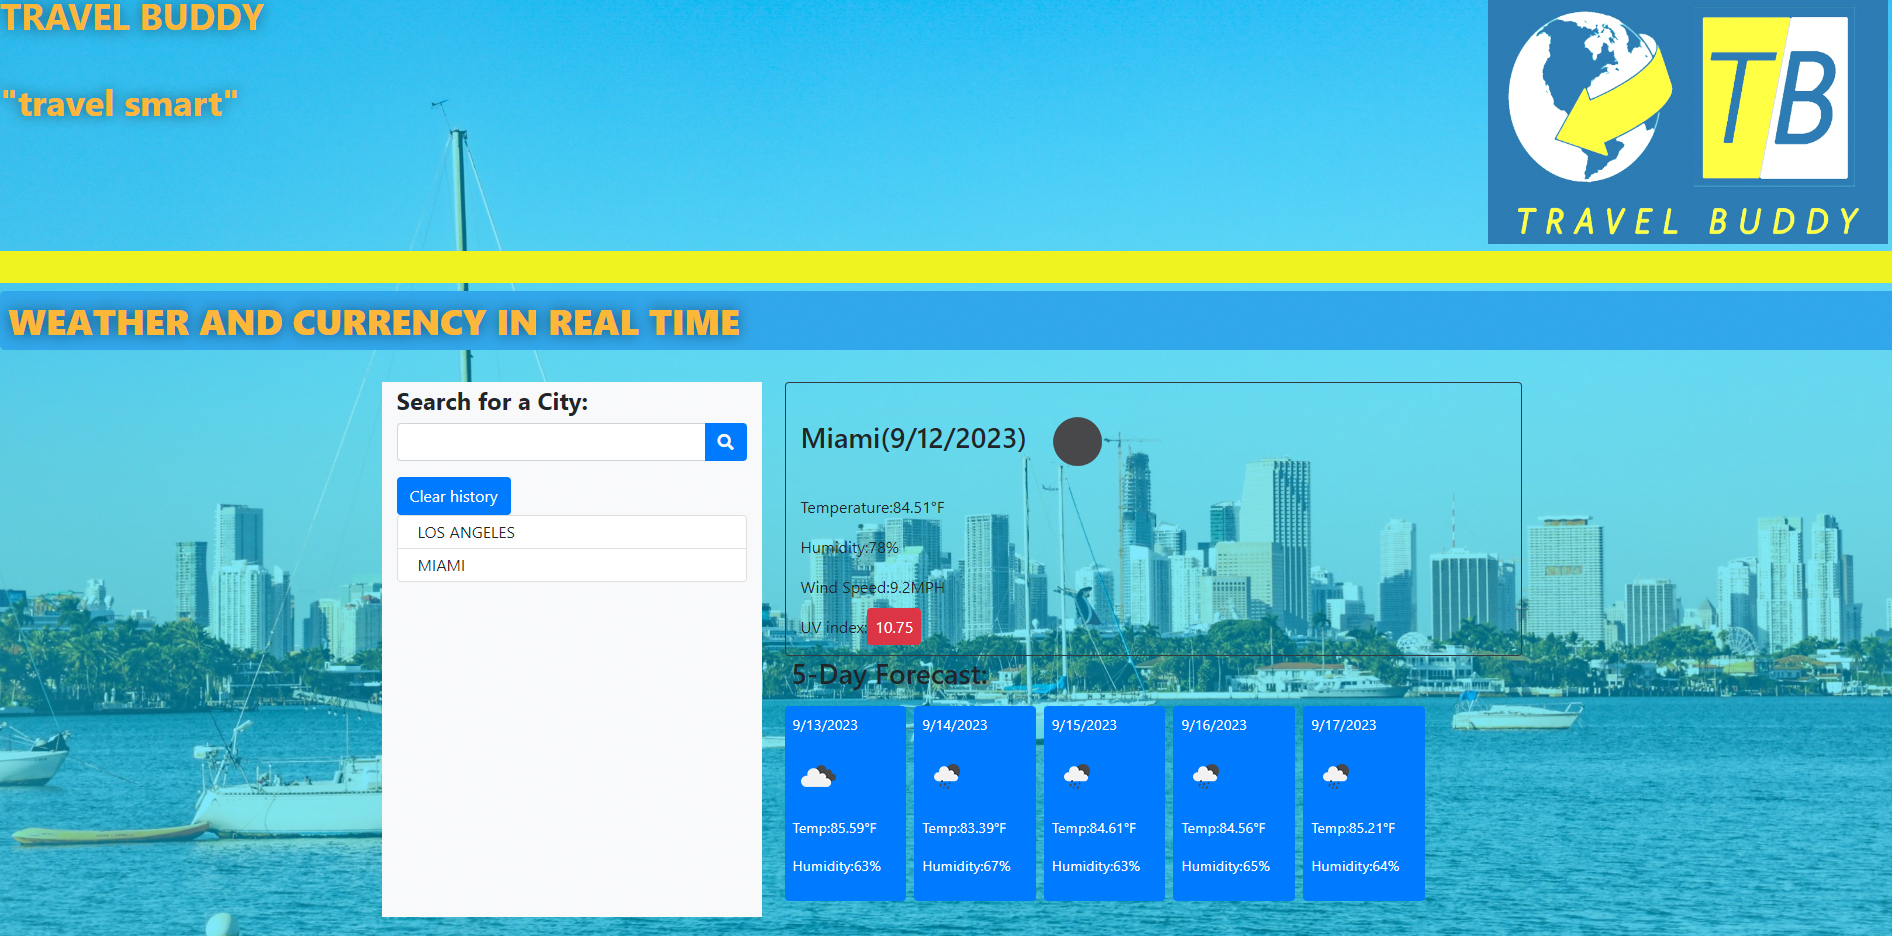 TRAVEL BUDDY
"travel smart"
TB
TRAVEL BUDDY
WEATHER AND CURRENCY IN REAL TIME
Search for a City:
Clear history
LOS ANGELES
MIAMI
Miami(9/12/2023)
Temperature:84.51°F
Humidity:78%
Wind Speed:9.2MPH
UV index: 10.75
5-Day Forecast:
9/13/2023
Temp:85.59°F
Humidity:63%
9/14/2023
Temp:83.39°F
Humidity:67%
9/15/2023
Temp:84.61°F
Humidity:63%
9/16/2023
Temp:84.56°F
Humidity:65%
9/17/2023
Temp:85.21°F
Humidity:64%